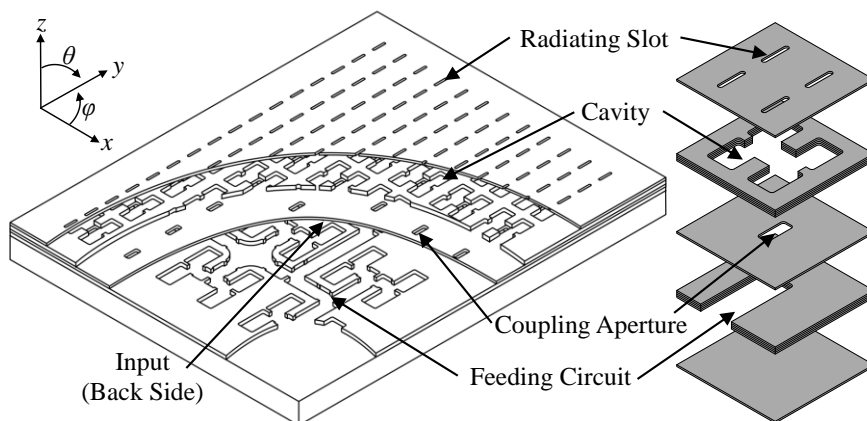 z
θ
y
φ
x
Radiating Slot
Cavity
Coupling Aperture
Input
(Back Side)
Feeding Circuit